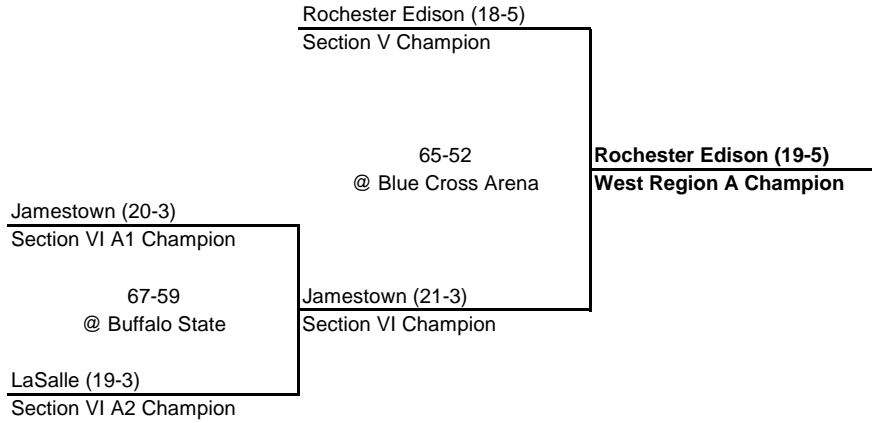 Rochester Edison (18-5)
Section V Champion
65-52
@ Blue Cross Arena
Rochester Edison (19-5)
West Region A Champion
Jamestown (20-3)
Section VI A1 Champion
67-59
@ Buffalo State
Jamestown (21-3)
Section VI Champion
LaSalle (19-3)
Section VI A2 Champion